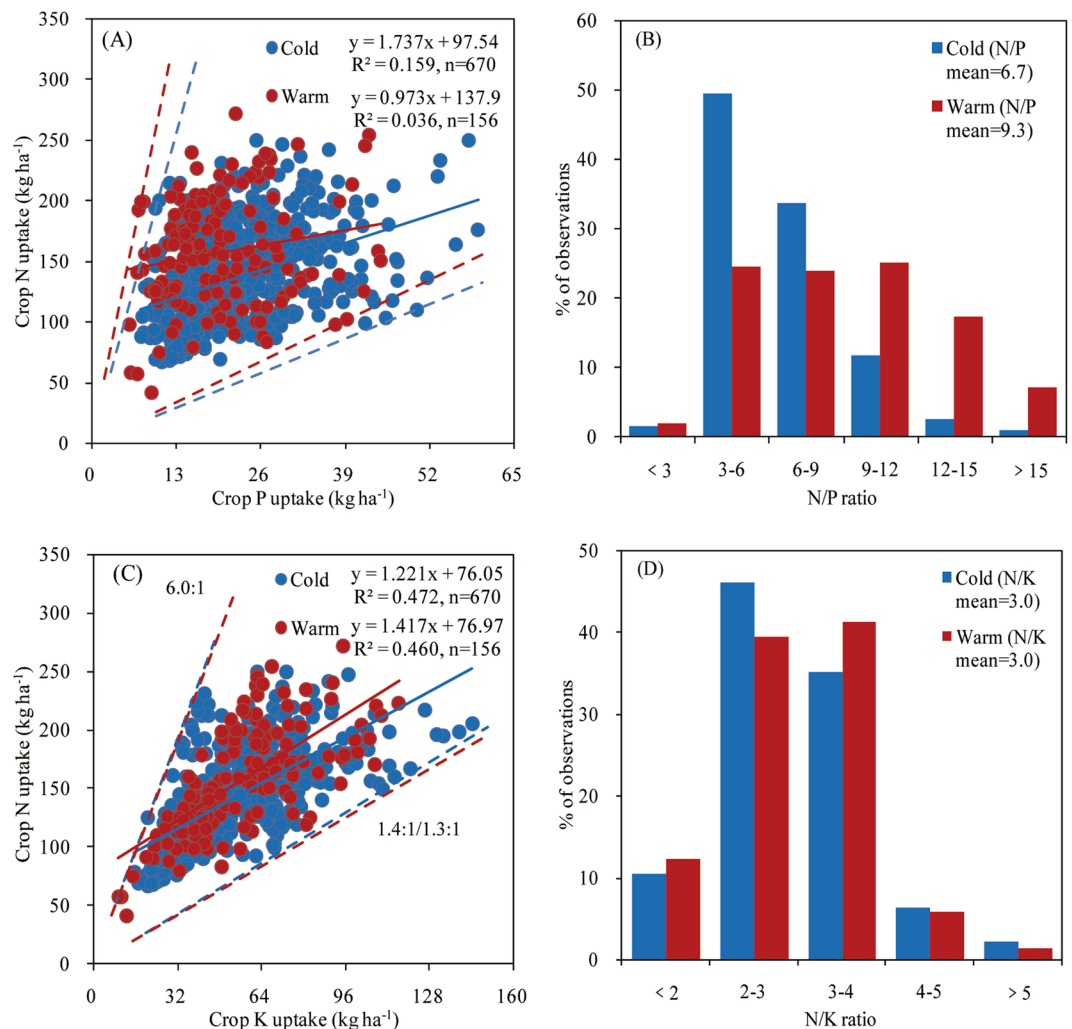 (A)
Cold
y = 1.737x + 97.54
R² = 0.159, n=670
Warm
y = 0.973x + 137.9
R² = 0.036, n=156
350
300
250
200
150
100
50
0
Crop N uptake (kg ha⁻¹)
0 13 26 39 52 65
Crop P uptake (kg ha⁻¹)
(B)
Cold (N/P
mean=6.7)
Warm (N/P
mean=9.3)
60
50
40
30
20
10
0
% of observations
< 3 3-6 6-9 9-12 12-15 > 15
N/P ratio
(C)
6.0:1
Cold
y = 1.221x + 76.05
R² = 0.472, n=670
Warm
y = 1.417x + 76.97
R² = 0.460, n=156
1.4:1/1.3:1
350
300
250
200
150
100
50
0
Crop N uptake (kg ha⁻¹)
0 32 64 96 128 160
Crop K uptake (kg ha⁻¹)
(D)
Cold (N/K
mean=3.0)
Warm (N/K
mean=3.0)
50
40
30
20
10
0
% of observations
< 2 2-3 3-4 4-5 > 5
N/K ratio